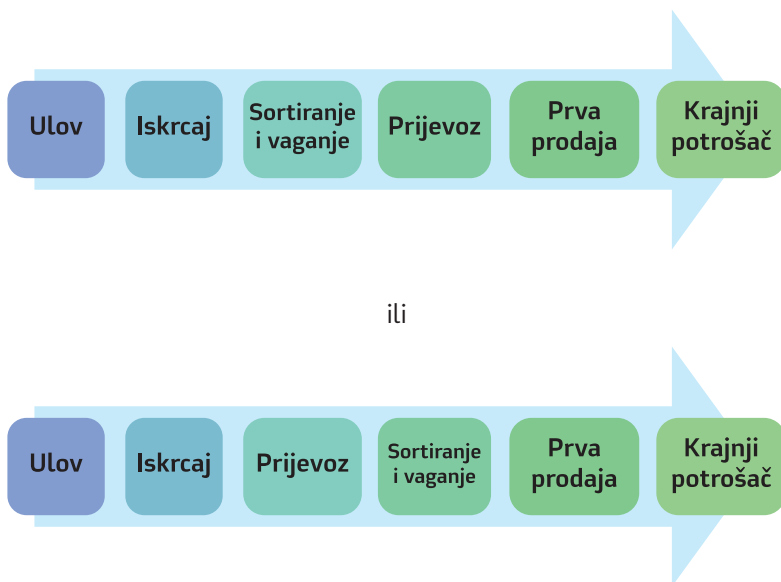 Ulov
Iskrcaj
Sortiranje
i vaganje
Prijevoz
Prva
prodaja
Krajnji
potrošač
ili
Ulov
Iskrcaj
Prijevoz
Sortiranje
i vaganje
Prva
prodaja
Krajnji
potrošač